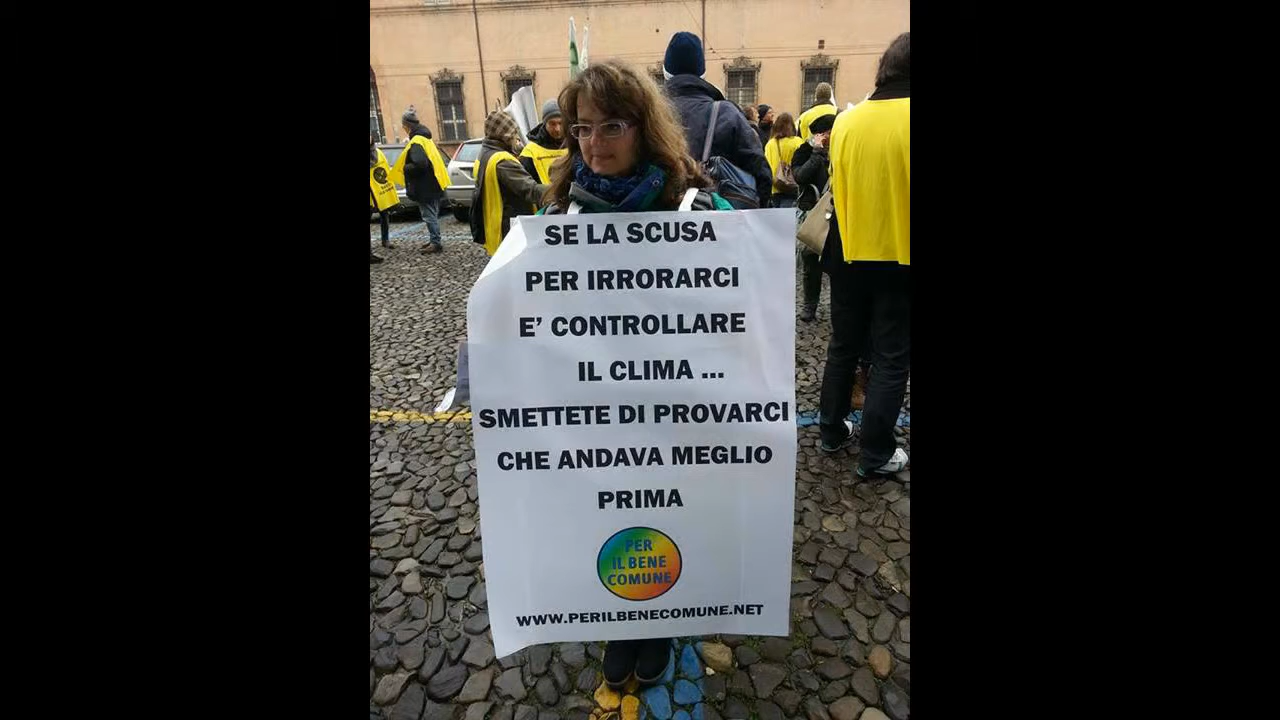 SE LA SCUSA
PER IRRORARCI
E' CONTROLLARE
IL CLIMA ...
SMETTETE DI PROVARCI
CHE ANDAVA MEGLIO
PRIMA
PER
IL BENE
COMUNE
WWW.PERILBENECOMUNE.NET